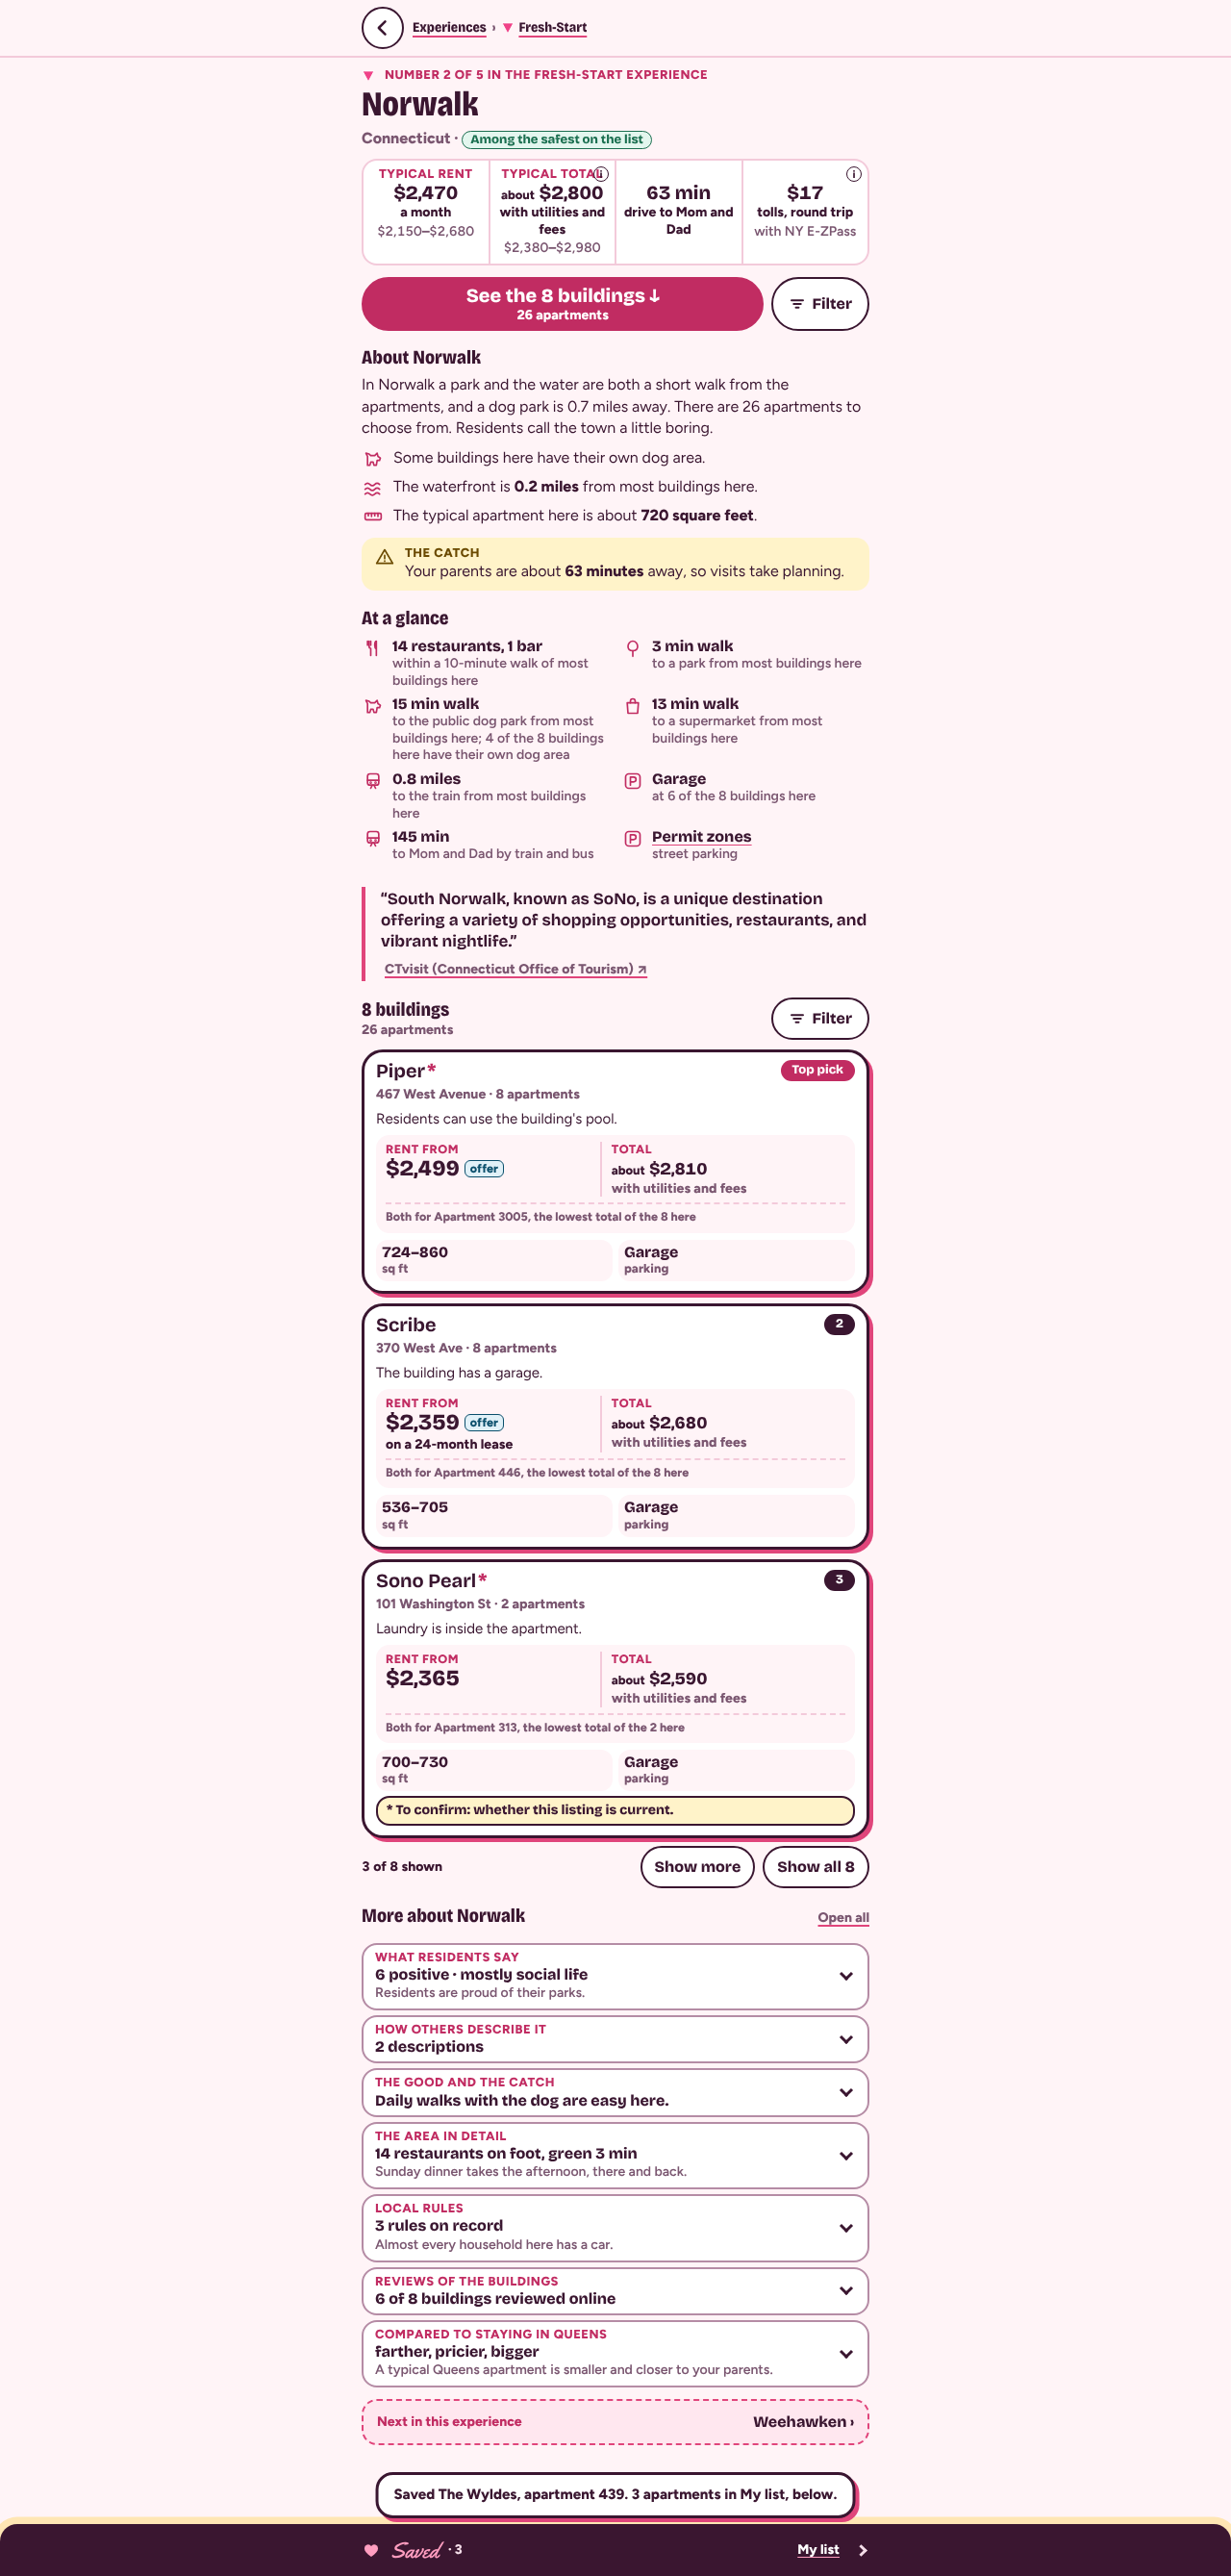 Experiences › Fresh-Start
NUMBER 2 OF 5 IN THE FRESH-START EXPERIENCE
Norwalk
Connecticut · Among the safest on the list
TYPICAL RENT
$2,470
a month
$2,150–$2,680
TYPICAL TOTAL
about $2,800
with utilities and
fees
$2,380–$2,980
63 min
drive to Mom and
Dad
$17
tolls, round trip
with NY E-ZPass
See the 8 buildings ↓
26 apartments
Filter
About Norwalk
In Norwalk a park and the water are both a short walk from the
apartments, and a dog park is 0.7 miles away. There are 26 apartments to
choose from. Residents call the town a little boring.
Some buildings here have their own dog area.
The waterfront is 0.2 miles from most buildings here.
The typical apartment here is about 720 square feet.
THE CATCH
Your parents are about 63 minutes away, so visits take planning.
At a glance
14 restaurants, 1 bar
within a 10-minute walk of most
buildings here
3 min walk
to a park from most buildings here
15 min walk
to the public dog park from most
buildings here; 4 of the 8 buildings
here have their own dog area
13 min walk
to a supermarket from most
buildings here
0.8 miles
to the train from most buildings
here
Garage
at 6 of the 8 buildings here
145 min
to Mom and Dad by train and bus
Permit zones
street parking
“South Norwalk, known as SoNo, is a unique destination
offering a variety of shopping opportunities, restaurants, and
vibrant nightlife.”
CTvisit (Connecticut Office of Tourism) ↗
8 buildings
26 apartments
Filter
Piper*
Top pick
467 West Avenue · 8 apartments
Residents can use the building's pool.
RENT FROM
$2,499 offer
TOTAL
about $2,810
with utilities and fees
Both for Apartment 3005, the lowest total of the 8 here
724–860
sq ft
Garage
parking
Scribe
2
370 West Ave · 8 apartments
The building has a garage.
RENT FROM
$2,359 offer
on a 24-month lease
TOTAL
about $2,680
with utilities and fees
Both for Apartment 446, the lowest total of the 8 here
536–705
sq ft
Garage
parking
Sono Pearl*
3
101 Washington St · 2 apartments
Laundry is inside the apartment.
RENT FROM
$2,365
TOTAL
about $2,590
with utilities and fees
Both for Apartment 313, the lowest total of the 2 here
700–730
sq ft
Garage
parking
* To confirm: whether this listing is current.
3 of 8 shown
Show more
Show all 8
More about Norwalk
Open all
WHAT RESIDENTS SAY
6 positive · mostly social life
Residents are proud of their parks.
HOW OTHERS DESCRIBE IT
2 descriptions
THE GOOD AND THE CATCH
Daily walks with the dog are easy here.
THE AREA IN DETAIL
14 restaurants on foot, green 3 min
Sunday dinner takes the afternoon, there and back.
LOCAL RULES
3 rules on record
Almost every household here has a car.
REVIEWS OF THE BUILDINGS
6 of 8 buildings reviewed online
COMPARED TO STAYING IN QUEENS
farther, pricier, bigger
A typical Queens apartment is smaller and closer to your parents.
Next in this experience
Weehawken ›
Saved The Wyldes, apartment 439. 3 apartments in My list, below.
Saved · 3
My list